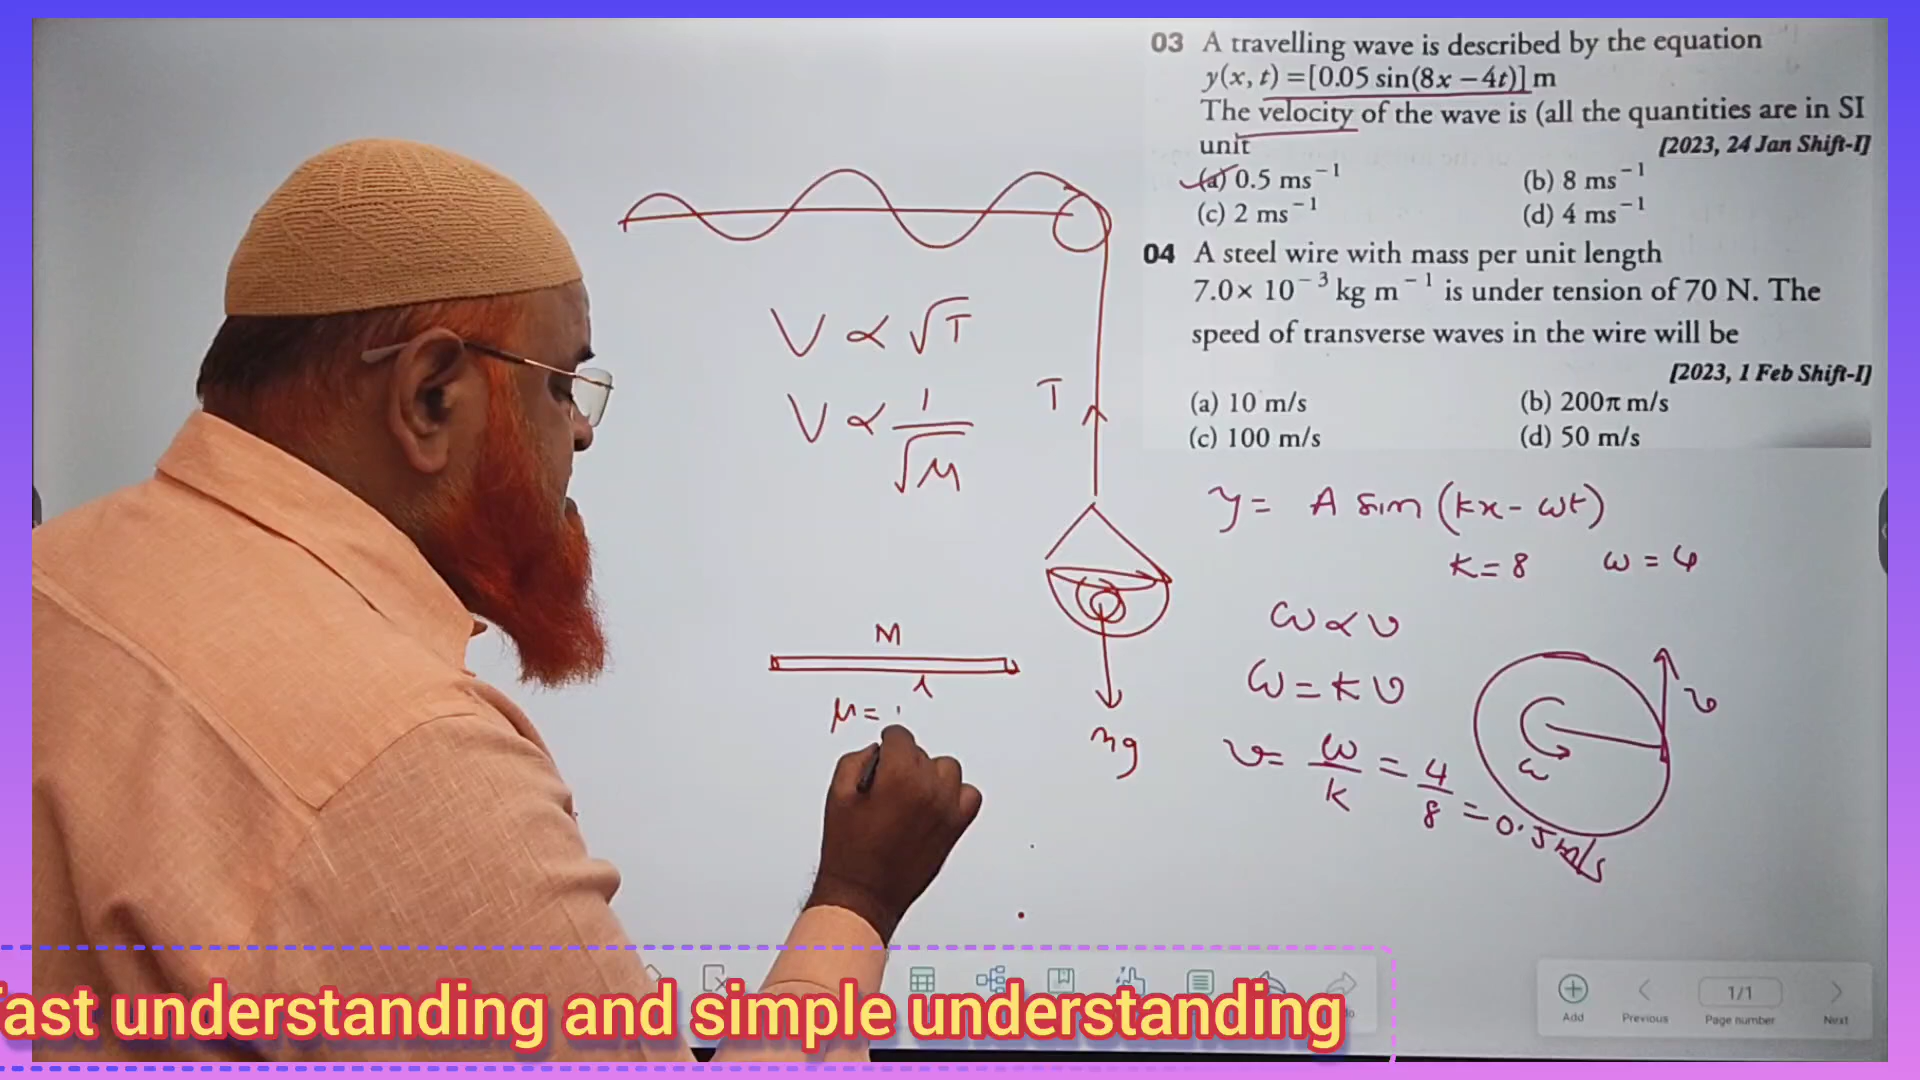 03 A travelling wave is described by the equation
y(x, t) =[0.05 sin(8x – 4t)] m
The velocity of the wave is (all the quantities are in SI
unit
[2023, 24 Jan Shift-I]
(a) 0.5 ms⁻¹ (b) 8 ms⁻¹
(c) 2 ms⁻¹ (d) 4 ms⁻¹
04 A steel wire with mass per unit length
7.0× 10⁻³ kg m⁻¹ is under tension of 70 N. The
speed of transverse waves in the wire will be
[2023, 1 Feb Shift-I]
(a) 10 m/s (b) 200π m/s
(c) 100 m/s (d) 50 m/s
V ∝ √T
V ∝ 1/√μ
T
M
μ=
mg
y = A sin (kx - ωt)
k = 8 ω = 4
ω ∝ v
ω = k v
v = ω/k = 4/8 = 0.5 m/s
v
ω
fast understanding and simple understanding
Add
Previous
1/1
Page number
Next